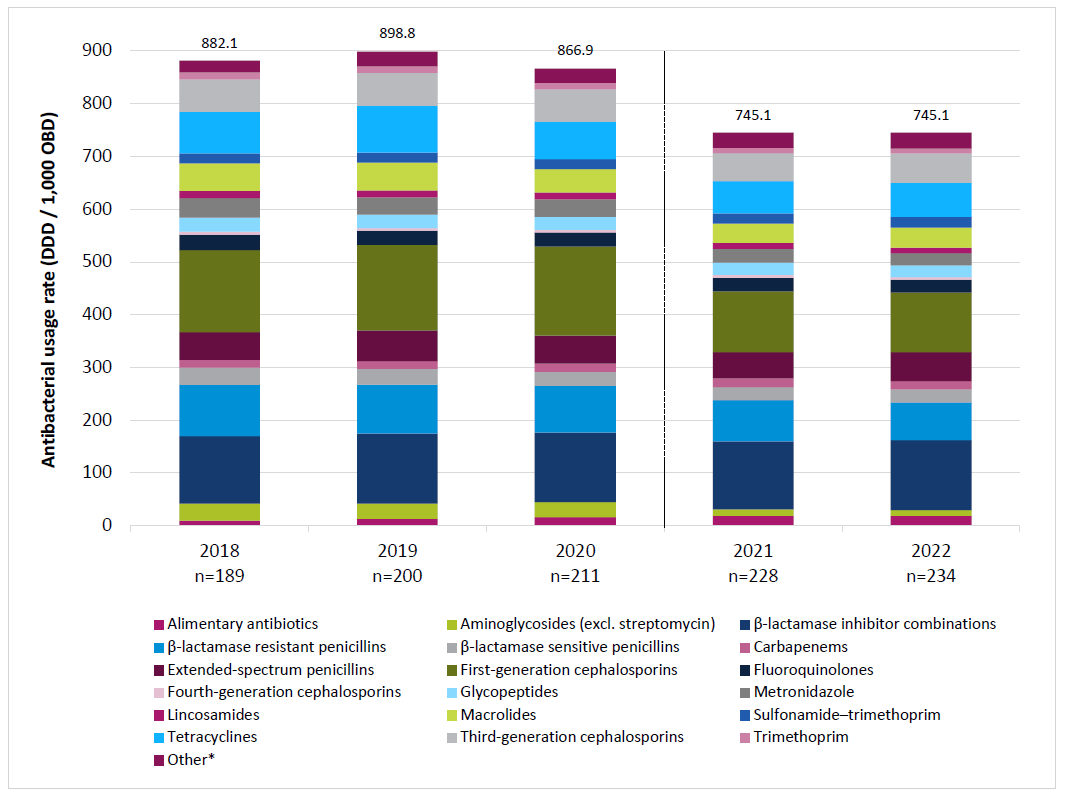 882.1
898.8
866.9
745.1
745.1
Antibacterial usage rate (DDD / 1,000 OBD)
900
800
700
600
500
400
300
200
100
0
2018
2019
2020
2021
2022
n=189
n=200
n=211
n=228
n=234
Alimentary antibiotics
Aminoglycosides (excl. streptomycin)
β-lactamase inhibitor combinations
β-lactamase resistant penicillins
β-lactamase sensitive penicillins
Carbapenems
Extended-spectrum penicillins
First-generation cephalosporins
Fluoroquinolones
Fourth-generation cephalosporins
Glycopeptides
Metronidazole
Lincosamides
Macrolides
Sulfonamide–trimethoprim
Tetracyclines
Third-generation cephalosporins
Trimethoprim
Other*